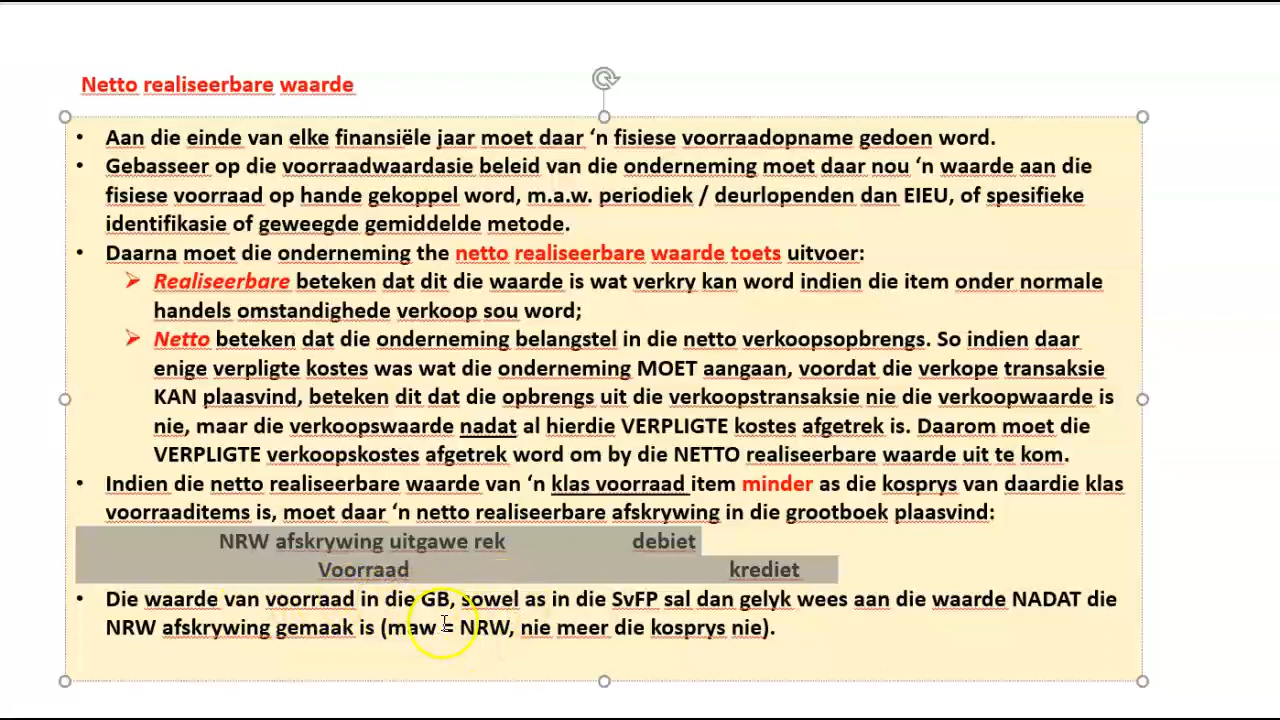 Netto realiseerbare waarde
• Aan die einde van elke finansiële jaar moet daar ‘n fisiese voorraadopname gedoen word.
• Gebasseer op die voorraadwaardasie beleid van die onderneming moet daar nou ‘n waarde aan die
fisiese voorraad op hande gekoppel word, m.a.w. periodiek / deurlopenden dan EIEU, of spesifieke
identifikasie of geweegde gemiddelde metode.
• Daarna moet die onderneming the netto realiseerbare waarde toets uitvoer:
➢ Realiseerbare beteken dat dit die waarde is wat verkry kan word indien die item onder normale
handels omstandighede verkoop sou word;
➢ Netto beteken dat die onderneming belangstel in die netto verkoopsopbrengs. So indien daar
enige verpligte kostes was wat die onderneming MOET aangaan, voordat die verkope transaksie
KAN plaasvind, beteken dit dat die opbrengs uit die verkoopstransaksie nie die verkoopwaarde is
nie, maar die verkoopswaarde nadat al hierdie VERPLIGTE kostes afgetrek is. Daarom moet die
VERPLIGTE verkoopskostes afgetrek word om by die NETTO realiseerbare waarde uit te kom.
• Indien die netto realiseerbare waarde van ‘n klas voorraad item minder as die kosprys van daardie klas
voorraaditems is, moet daar ‘n netto realiseerbare afskrywing in die grootboek plaasvind:
NRW afskrywing uitgawe rek debiet
Voorraad krediet
• Die waarde van voorraad in die GB, sowel as in die SvFP sal dan gelyk wees aan die waarde NADAT die
NRW afskrywing gemaak is (maw = NRW, nie meer die kosprys nie).